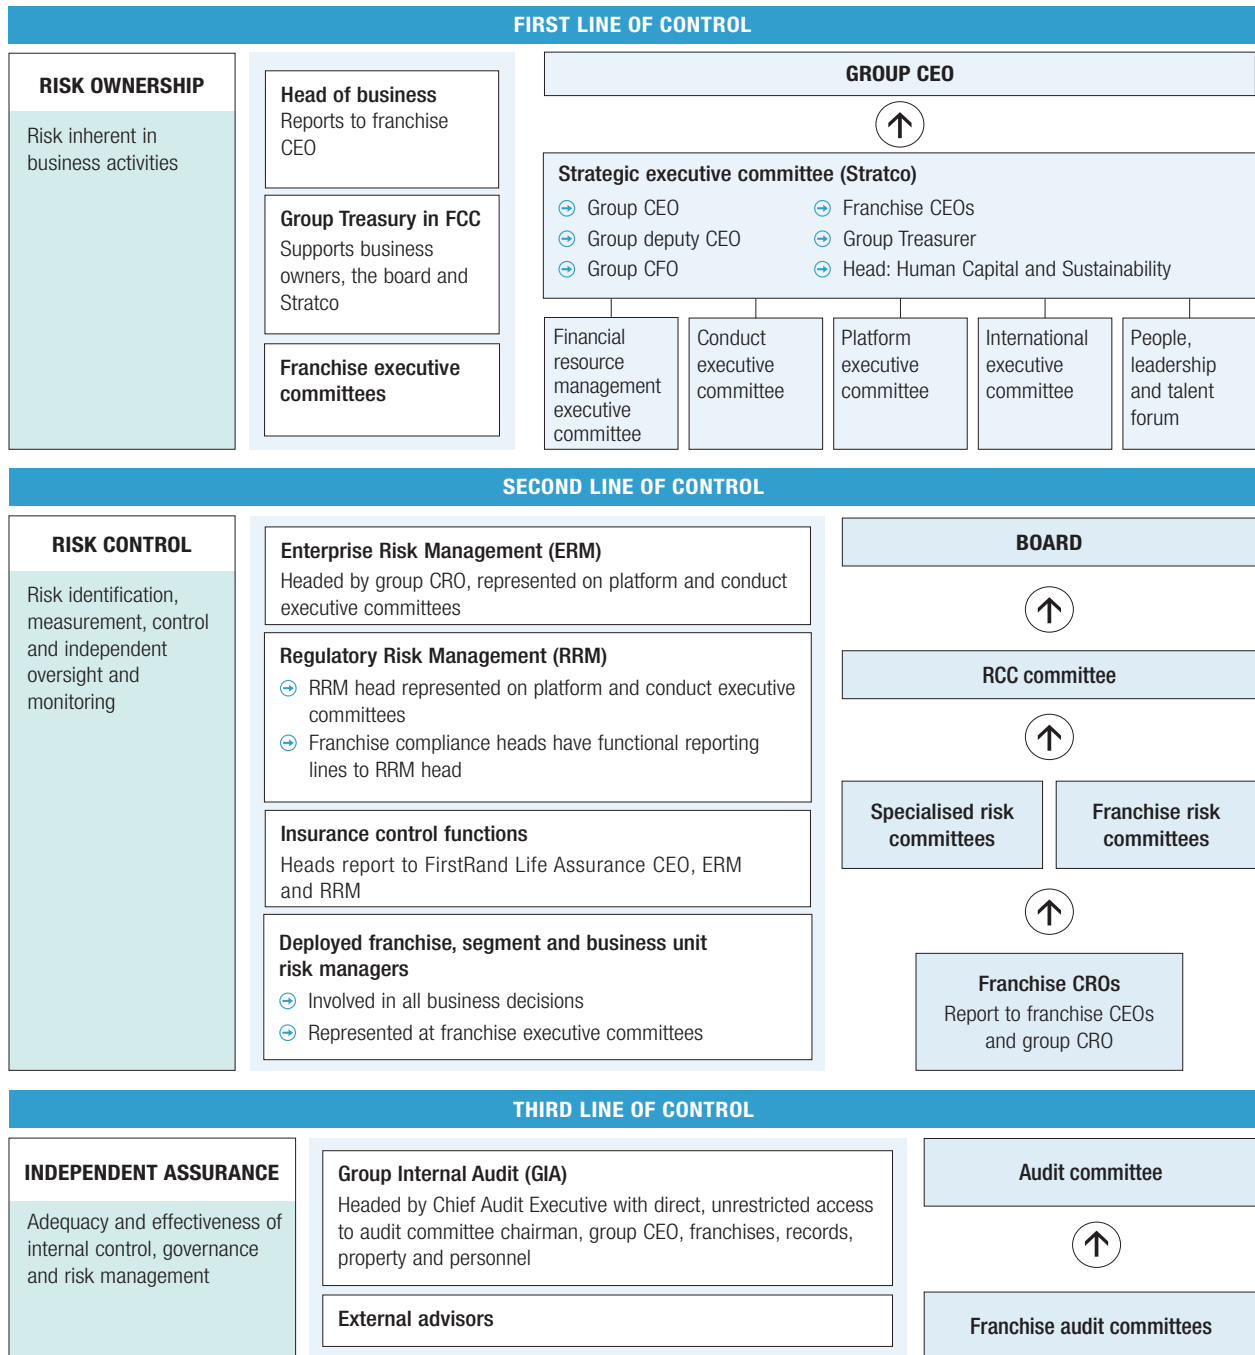 FIRST LINE OF CONTROL
RISK OWNERSHIP
Risk inherent in
business activities
Head of business
Reports to franchise
CEO
Group Treasury in FCC
Supports business
owners, the board and
Stratco
Franchise executive
committees
GROUP CEO
Strategic executive committee (Stratco)
Group CEO
Group deputy CEO
Group CFO
Franchise CEOs
Group Treasurer
Head: Human Capital and Sustainability
Financial
resource
management
executive
committee
Conduct
executive
committee
Platform
executive
committee
International
executive
committee
People,
leadership
and talent
forum
SECOND LINE OF CONTROL
RISK CONTROL
Risk identification,
measurement, control
and independent
oversight and
monitoring
Enterprise Risk Management (ERM)
Headed by group CRO, represented on platform and conduct
executive committees
Regulatory Risk Management (RRM)
RRM head represented on platform and conduct executive
committees
Franchise compliance heads have functional reporting
lines to RRM head
Insurance control functions
Heads report to FirstRand Life Assurance CEO, ERM
and RRM
Deployed franchise, segment and business unit
risk managers
Involved in all business decisions
Represented at franchise executive committees
BOARD
RCC committee
Specialised risk
committees
Franchise risk
committees
Franchise CROs
Report to franchise CEOs
and group CRO
THIRD LINE OF CONTROL
INDEPENDENT ASSURANCE
Adequacy and effectiveness of
internal control, governance
and risk management
Group Internal Audit (GIA)
Headed by Chief Audit Executive with direct, unrestricted access
to audit committee chairman, group CEO, franchises, records,
property and personnel
External advisors
Audit committee
Franchise audit committees